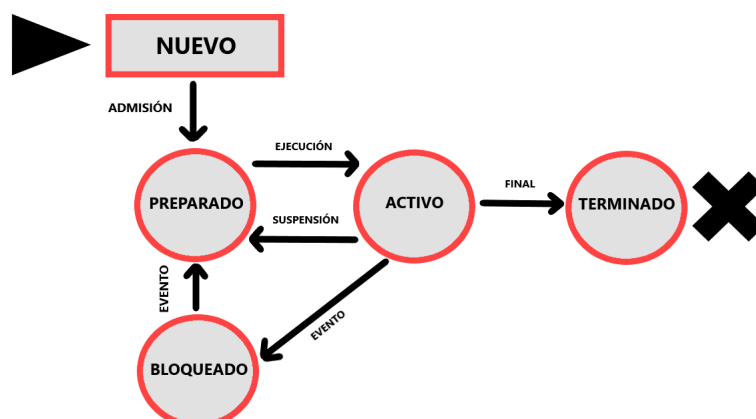 NUEVO
ADMISIÓN
EJECUCIÓN
PREPARADO
ACTIVO
FINAL
TERMINADO
SUSPENSIÓN
EVENTO
EVENTO
BLOQUEADO